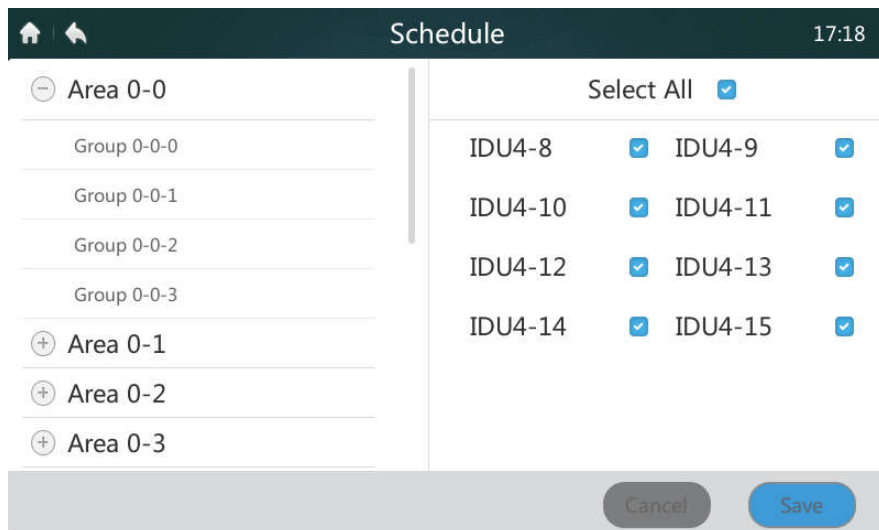 Schedule 17:18
Area 0-0
Group 0-0-0
Group 0-0-1
Group 0-0-2
Group 0-0-3
Area 0-1
Area 0-2
Area 0-3
Select All
IDU4-8 IDU4-9
IDU4-10 IDU4-11
IDU4-12 IDU4-13
IDU4-14 IDU4-15
Cancel Save